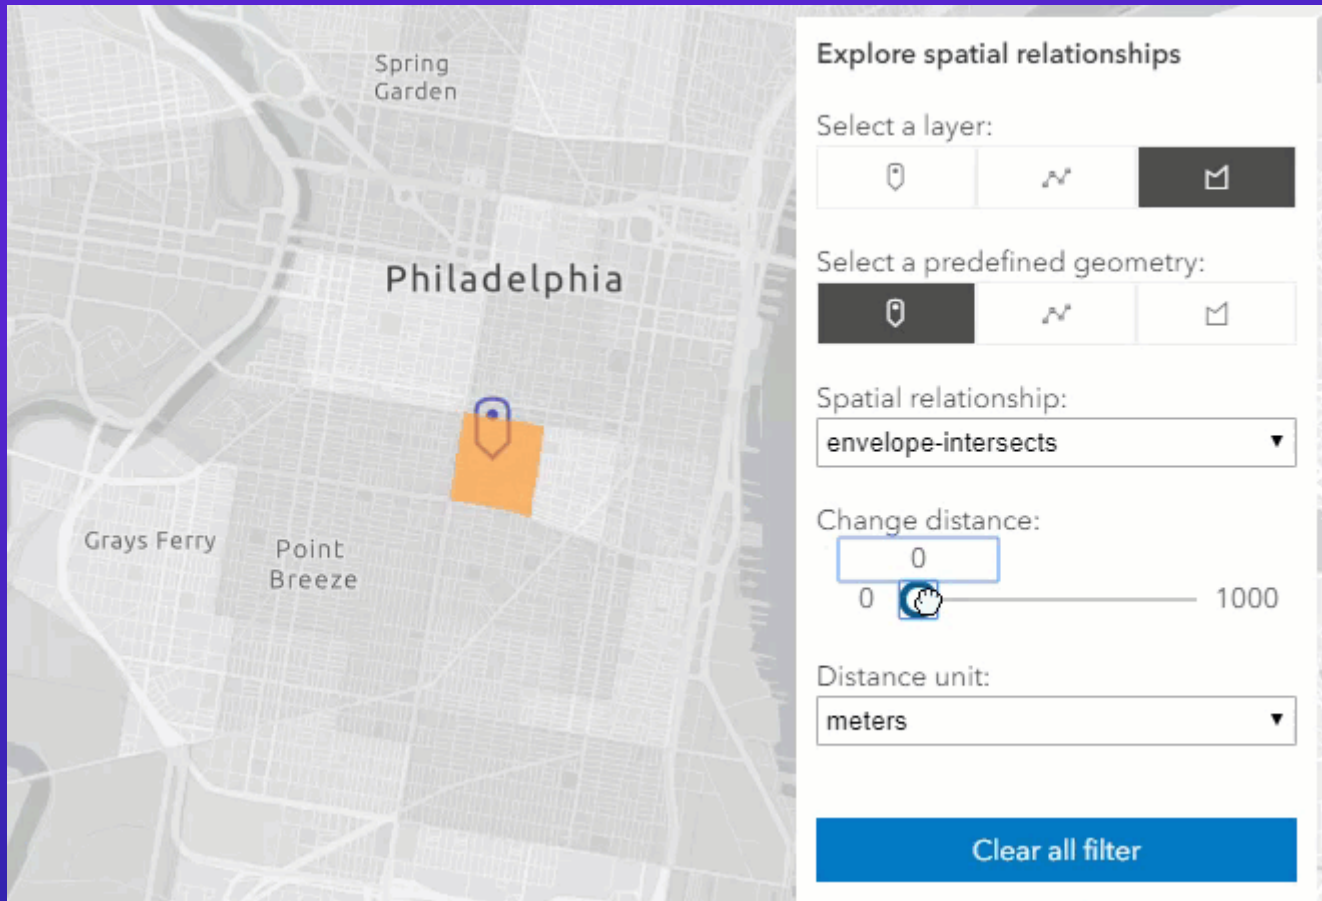 Spring
Garden
Philadelphia
Grays Ferry
Point
Breeze
Explore spatial relationships
Select a layer:
Select a predefined geometry:
Spatial relationship:
envelope-intersects
Change distance:
0
0
1000
Distance unit:
meters
Clear all filter